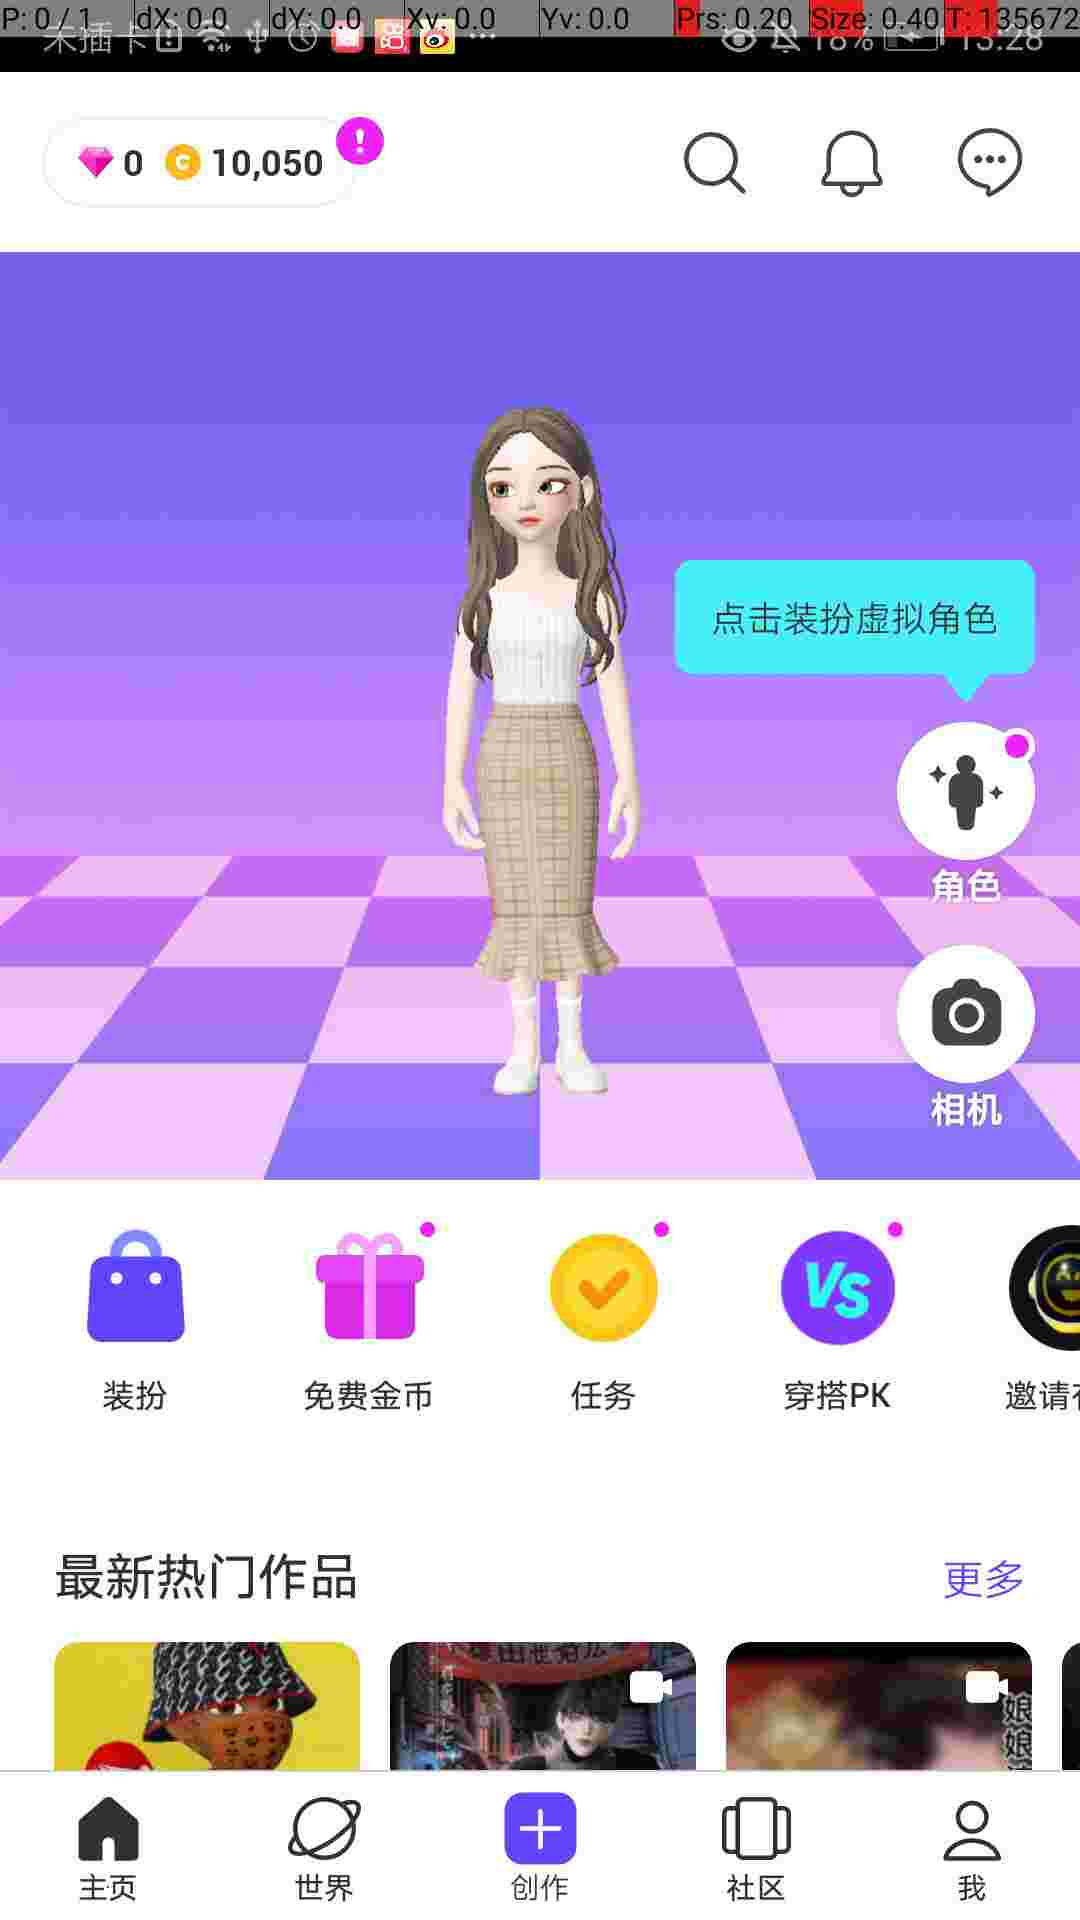 P: 0 / 1 dX: 0.0 dY: 0.0 Xv: 0.0 Yv: 0.0 Prs: 0.20 Size: 0.40 T: 135672
未插卡 18% 13:28
0 C 10,050 !
点击装扮虚拟角色
角色
相机
VS
装扮 免费金币 任务 穿搭PK 邀请
最新热门作品 更多
娘娘
主页 世界 创作 社区 我